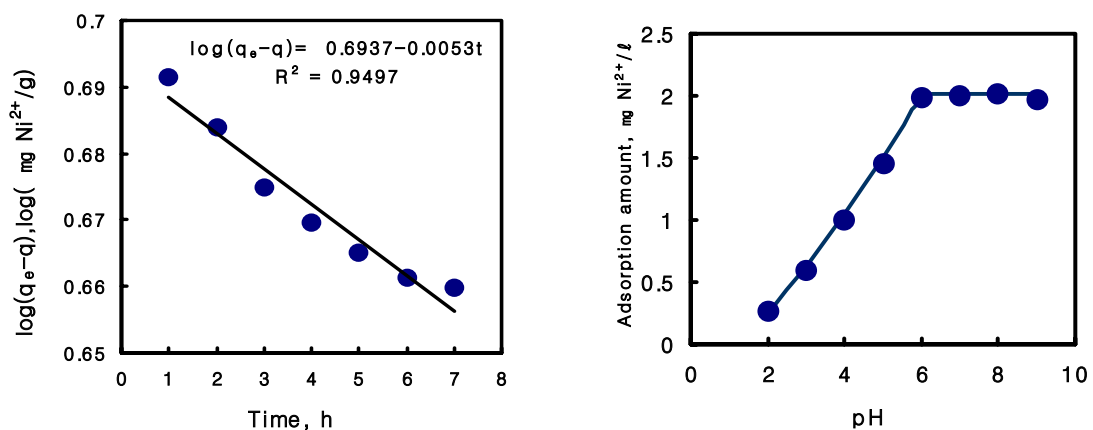 0.7
0.69
0.68
0.67
0.66
0.65
log(qₑ−q),log( ㎎ Ni²⁺/g)
log(qₑ−q)= 0.6937−0.0053t
R² = 0.9497
0 1 2 3 4 5 6 7 8
Time, h
2.5
2
1.5
1
0.5
0
Adsorption amount, ㎎ Ni²⁺/ℓ
0 2 4 6 8 10
pH